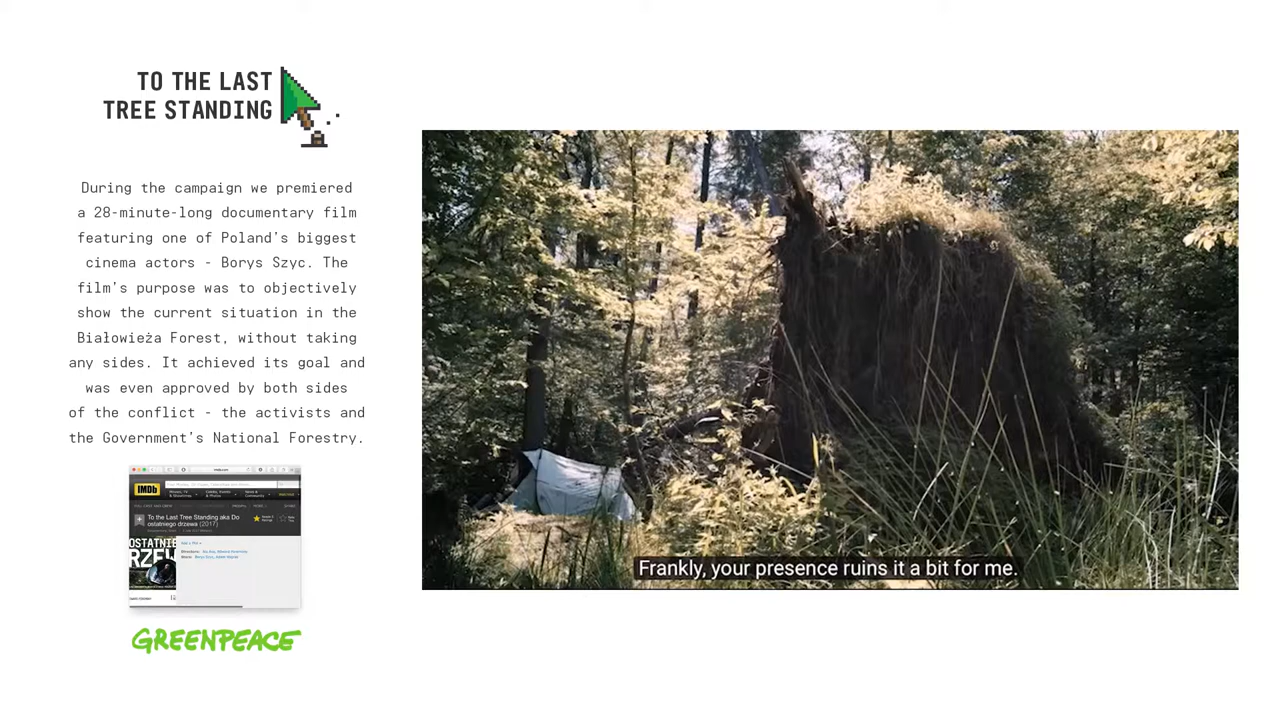 TO THE LAST
TREE STANDING
During the campaign we premiered
a 28-minute-long documentary film
featuring one of Poland's biggest
cinema actors - Borys Szyc. The
film's purpose was to objectively
show the current situation in the
Białowieża Forest, without taking
any sides. It achieved its goal and
was even approved by both sides
of the conflict - the activists and
the Government's National Forestry.
imdb.com
IMDb
To the Last Tree Standing aka Do
ostatniego drzewa (2017)
OSTATNIE
RZEW
GREENPEACE
Frankly, your presence ruins it a bit for me.